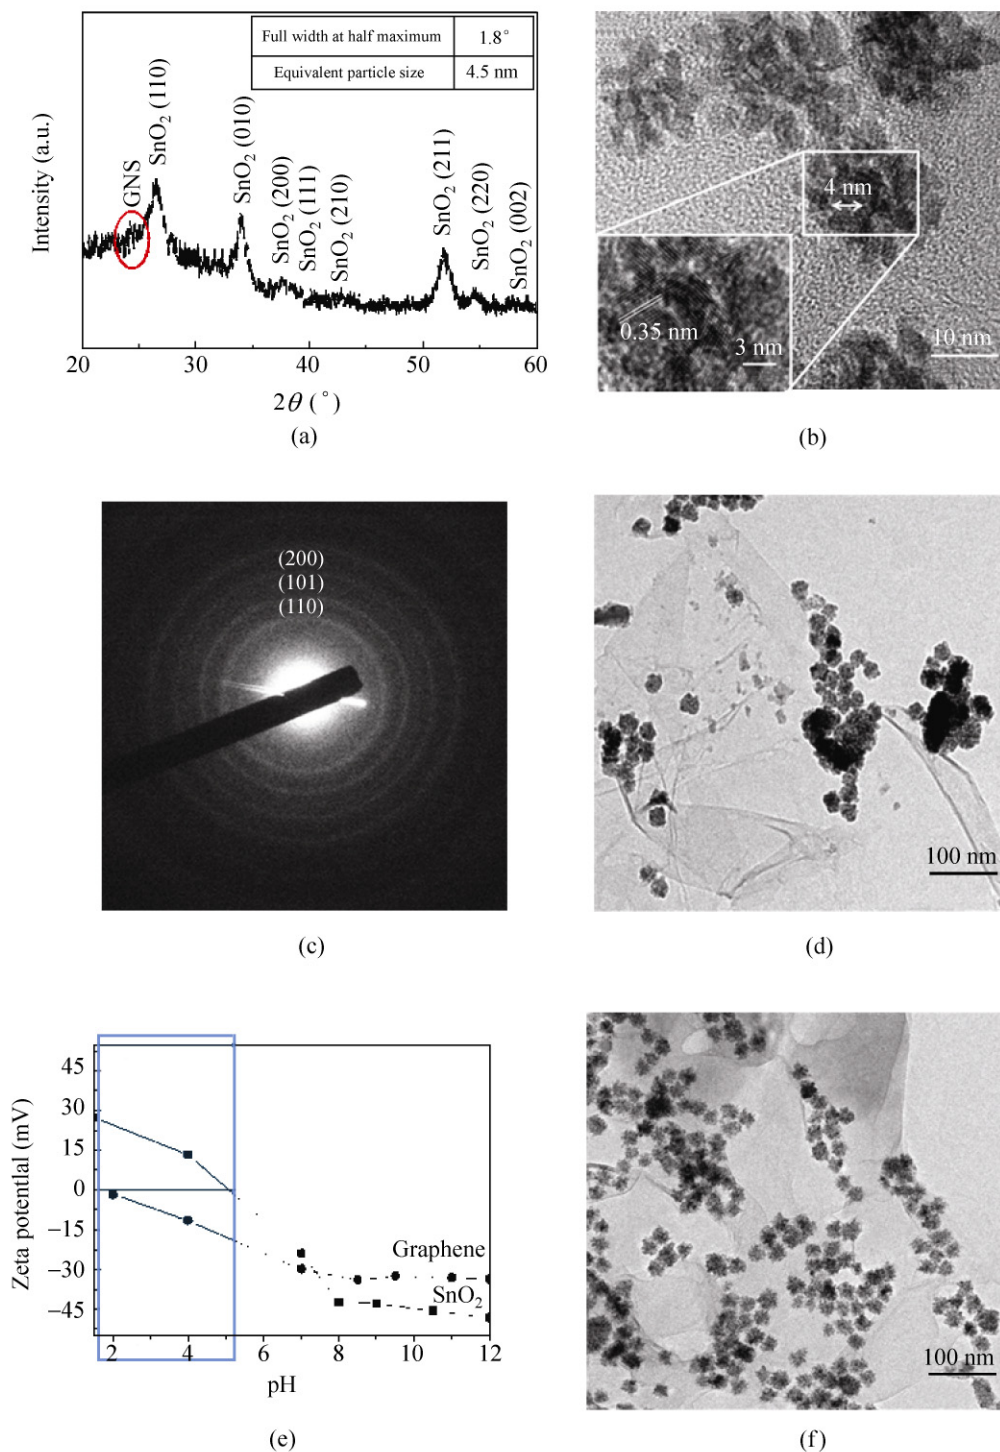 Full width at half maximum 1.8°
Equivalent particle size 4.5 nm
Intensity (a.u.)
GNS
SnO₂ (110)
SnO₂ (010)
SnO₂ (200)
SnO₂ (111)
SnO₂ (210)
SnO₂ (211)
SnO₂ (220)
SnO₂ (002)
20 30 40 50 60
2θ (°)
(a)
4 nm
0.35 nm
3 nm
10 nm
(b)
(200)
(101)
(110)
(c)
100 nm
(d)
Zeta potentlal (mV)
45
30
15
0
−15
−30
−45
Graphene
SnO₂
2 4 6 8 10 12
pH
(e)
100 nm
(f)